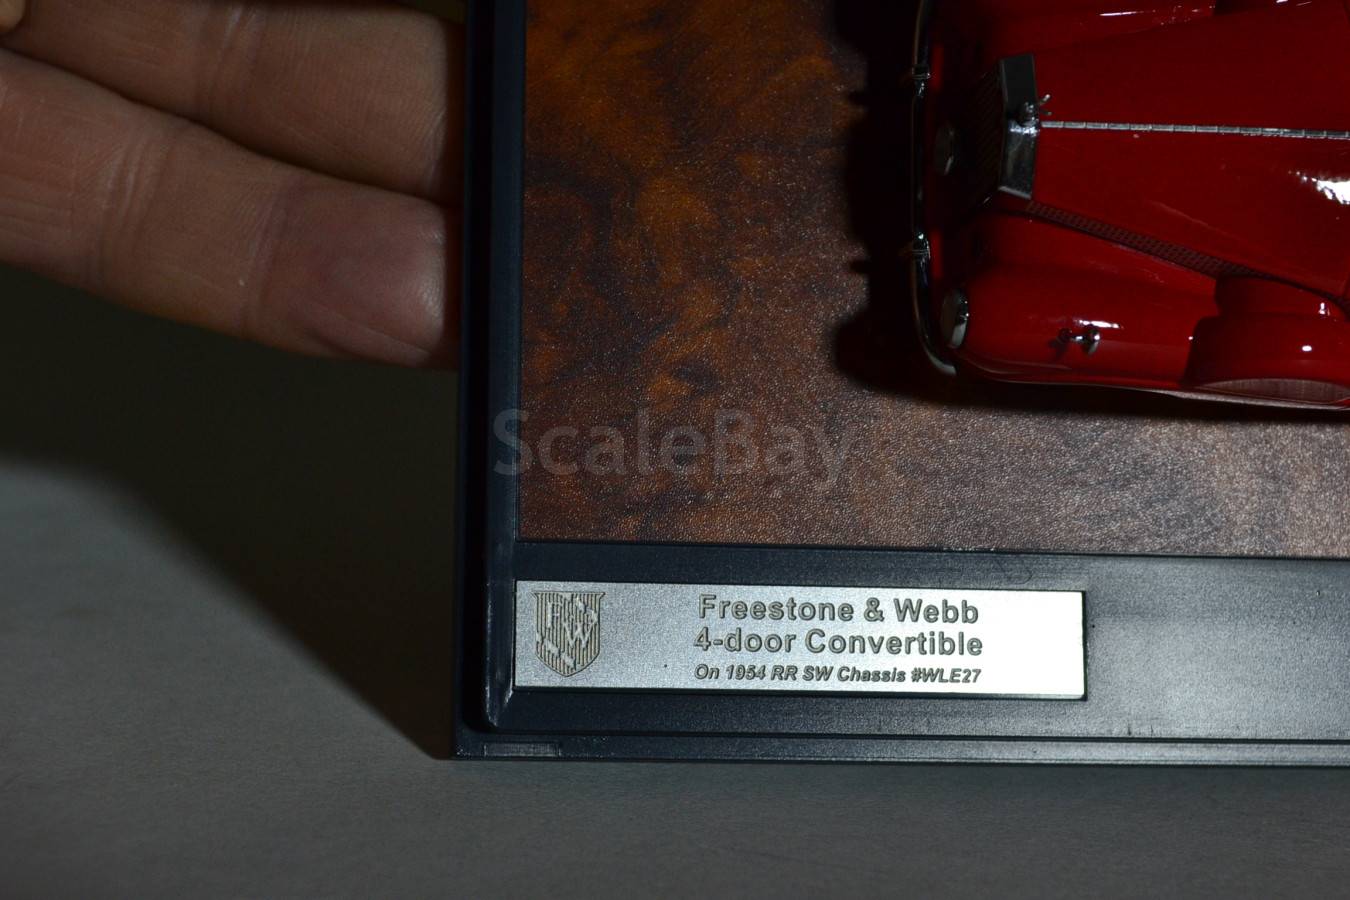 ScaleBay
Freestone & Webb
4-door Convertible
On 1954 RR SW Chassis #WLE27